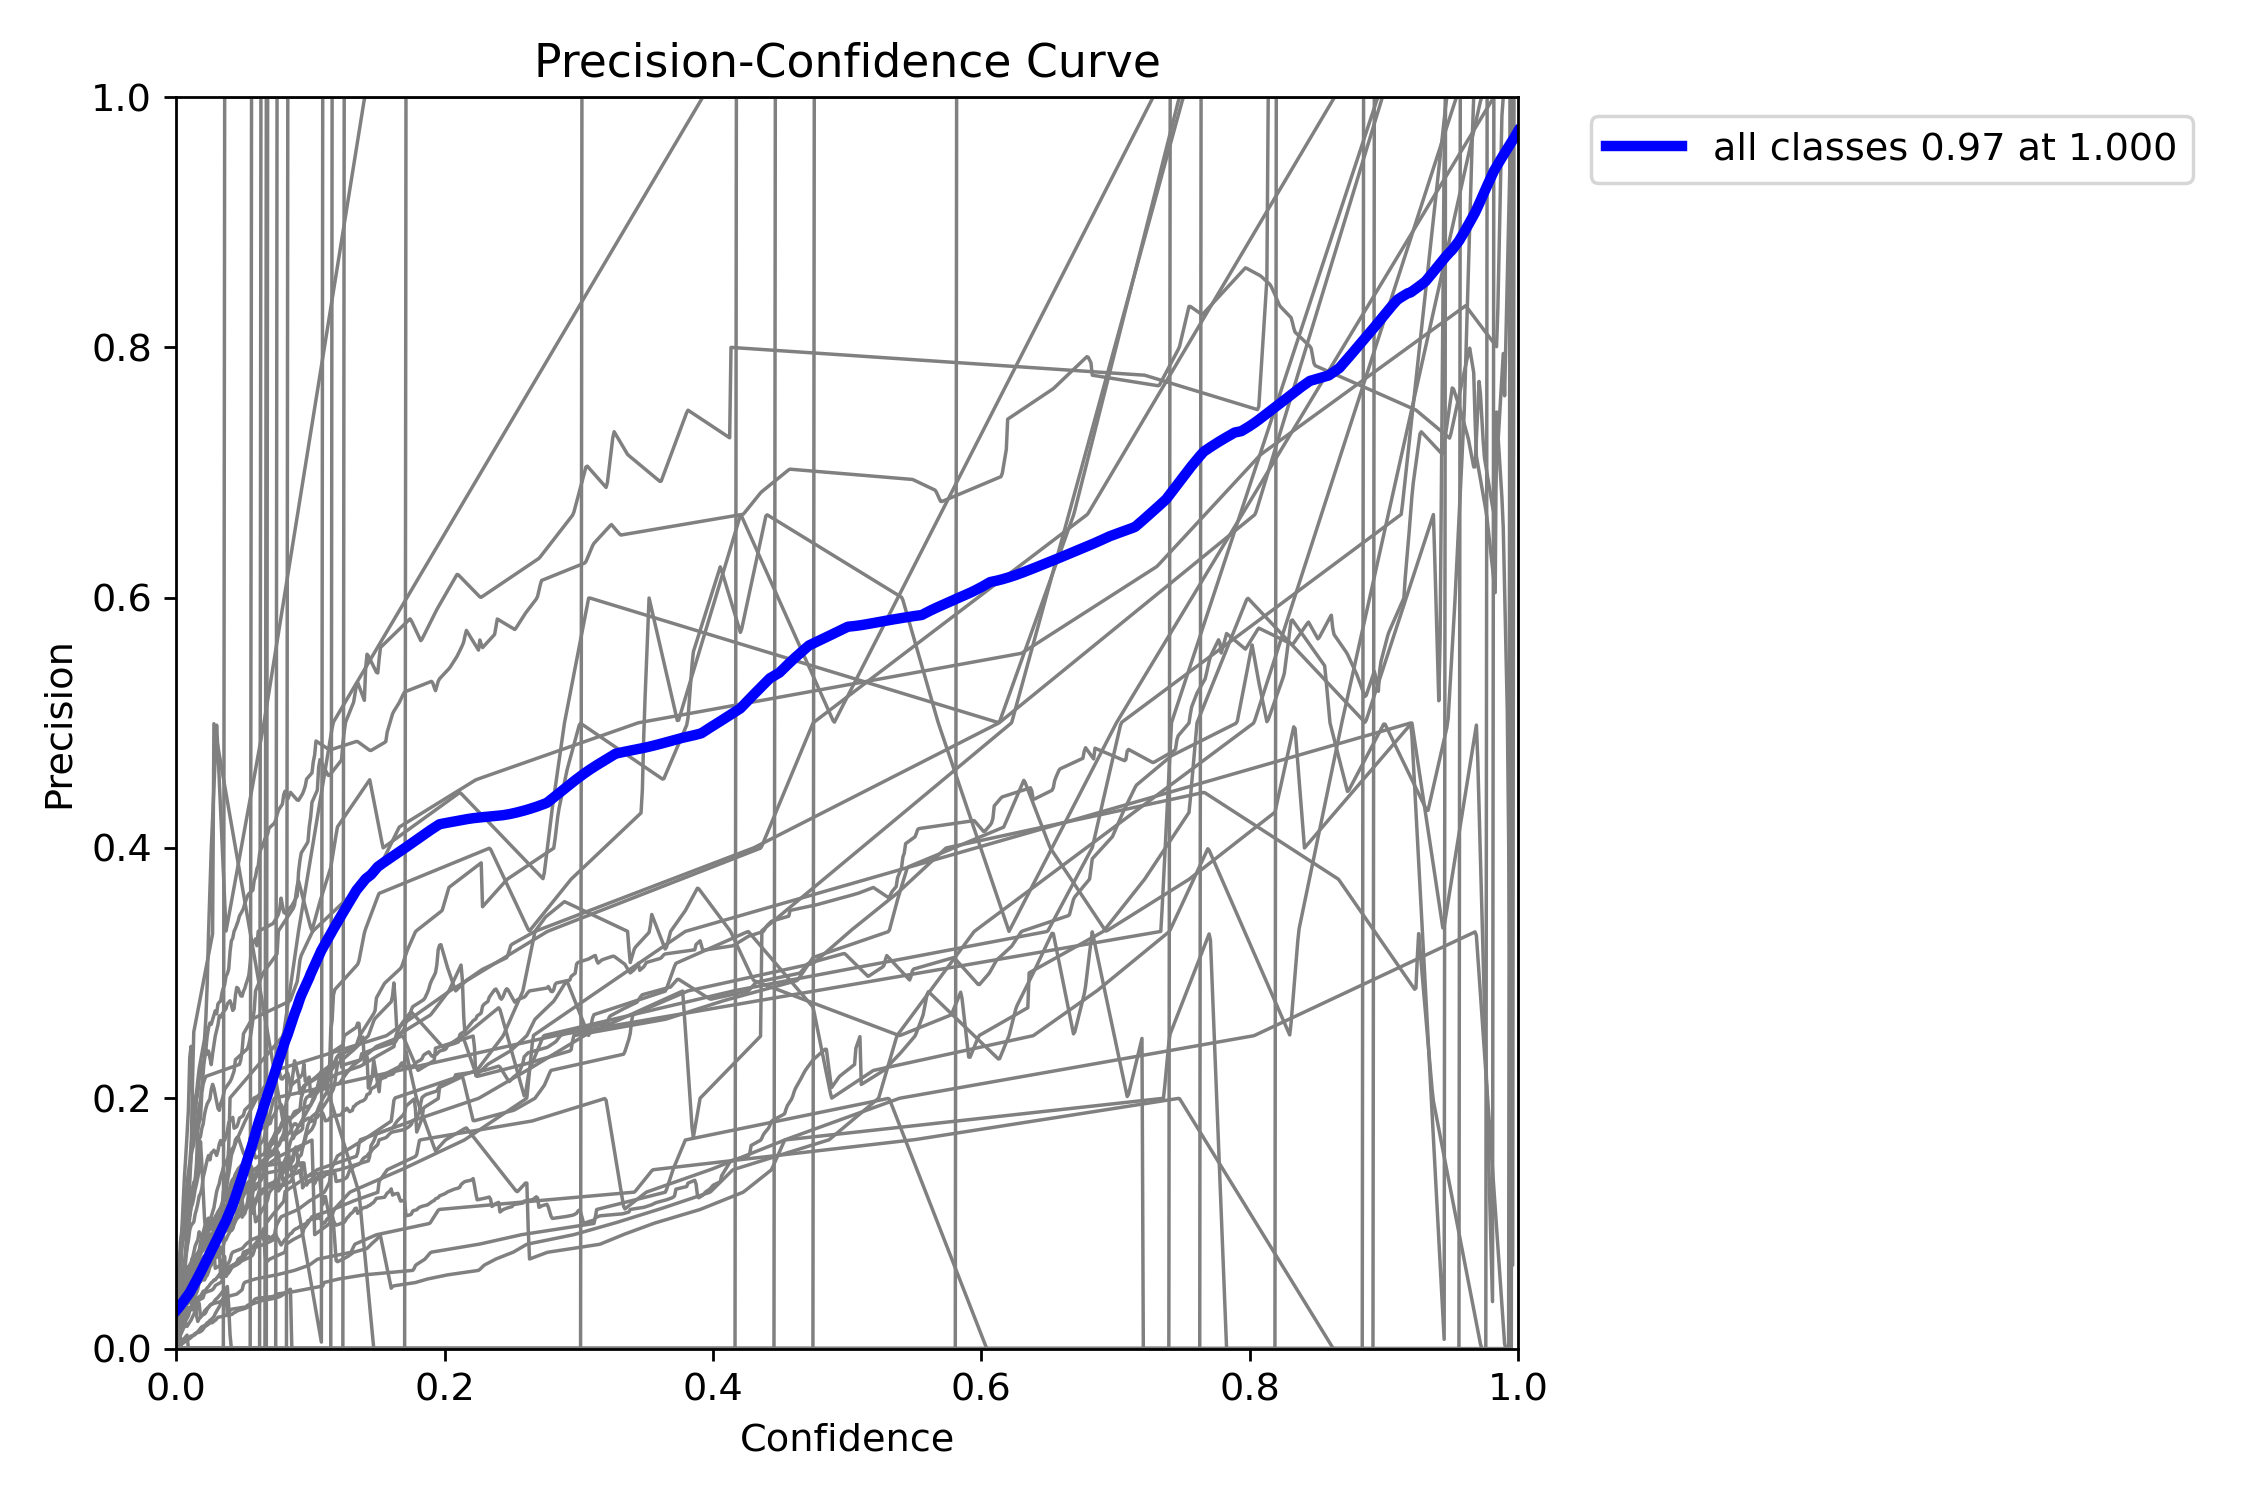 Precision-Confidence Curve
all classes 0.97 at 1.000
Precision
1.0
0.8
0.6
0.4
0.2
0.0
0.0 0.2 0.4 0.6 0.8 1.0
Confidence